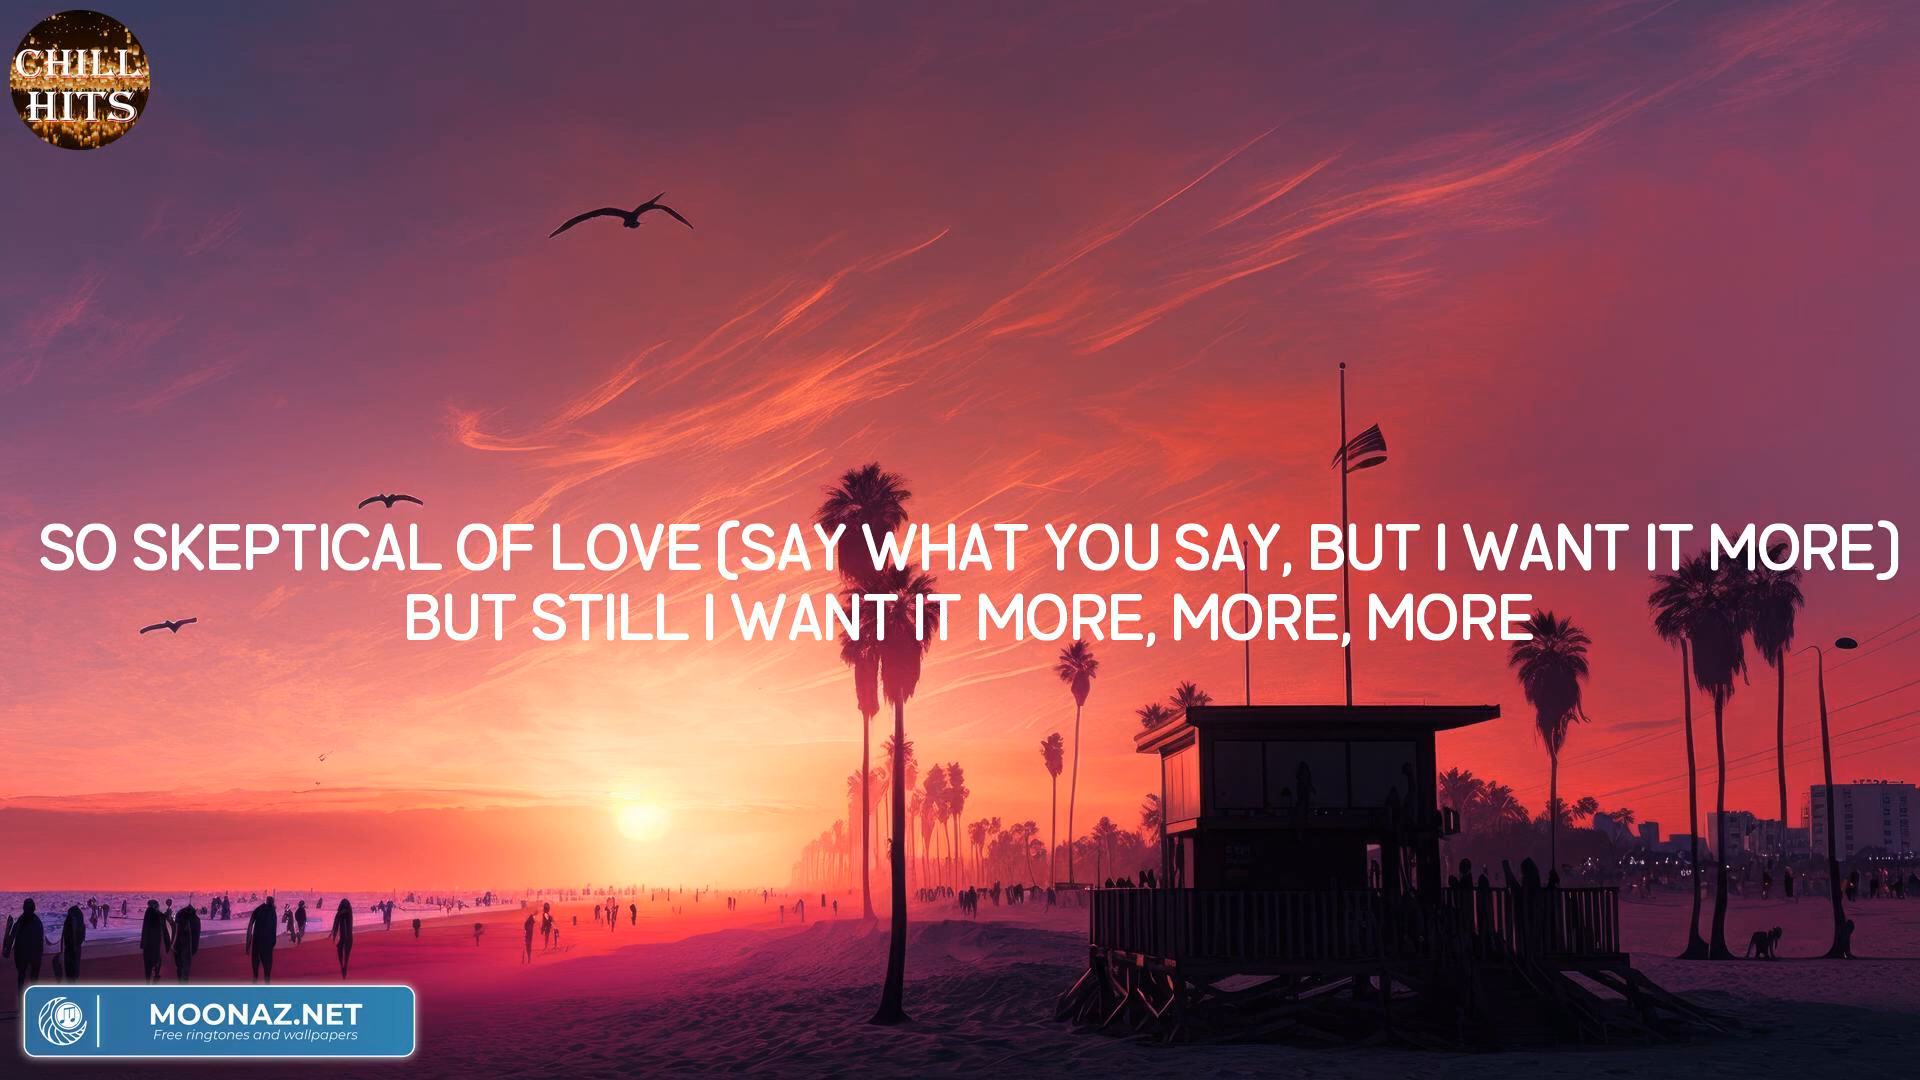 CHILL
HITS
SO SKEPTICAL OF LOVE (SAY WHAT YOU SAY, BUT I WANT IT MORE)
BUT STILL I WANT IT MORE, MORE, MORE
MOONAZ.NET
Free ringtones and wallpapers